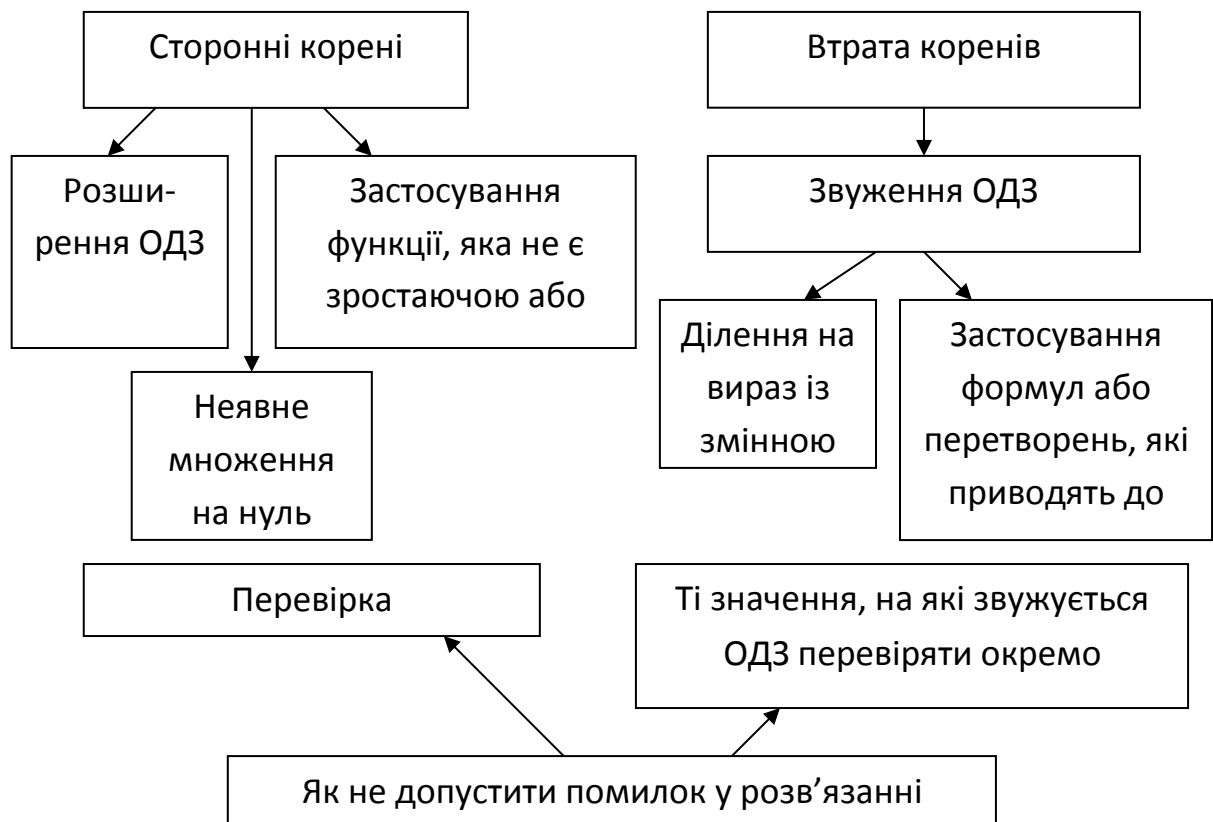 Сторонні корені
Втрата коренів
Розши-
рення ОДЗ
Застосування
функції, яка не є
зростаючою або
Звуження ОДЗ
Неявне
множення
на нуль
Ділення на
вираз із
змінною
Застосування
формул або
перетворень, які
приводять до
Перевірка
Ті значення, на які звужується
ОДЗ перевіряти окремо
Як не допустити помилок у розв’язанні